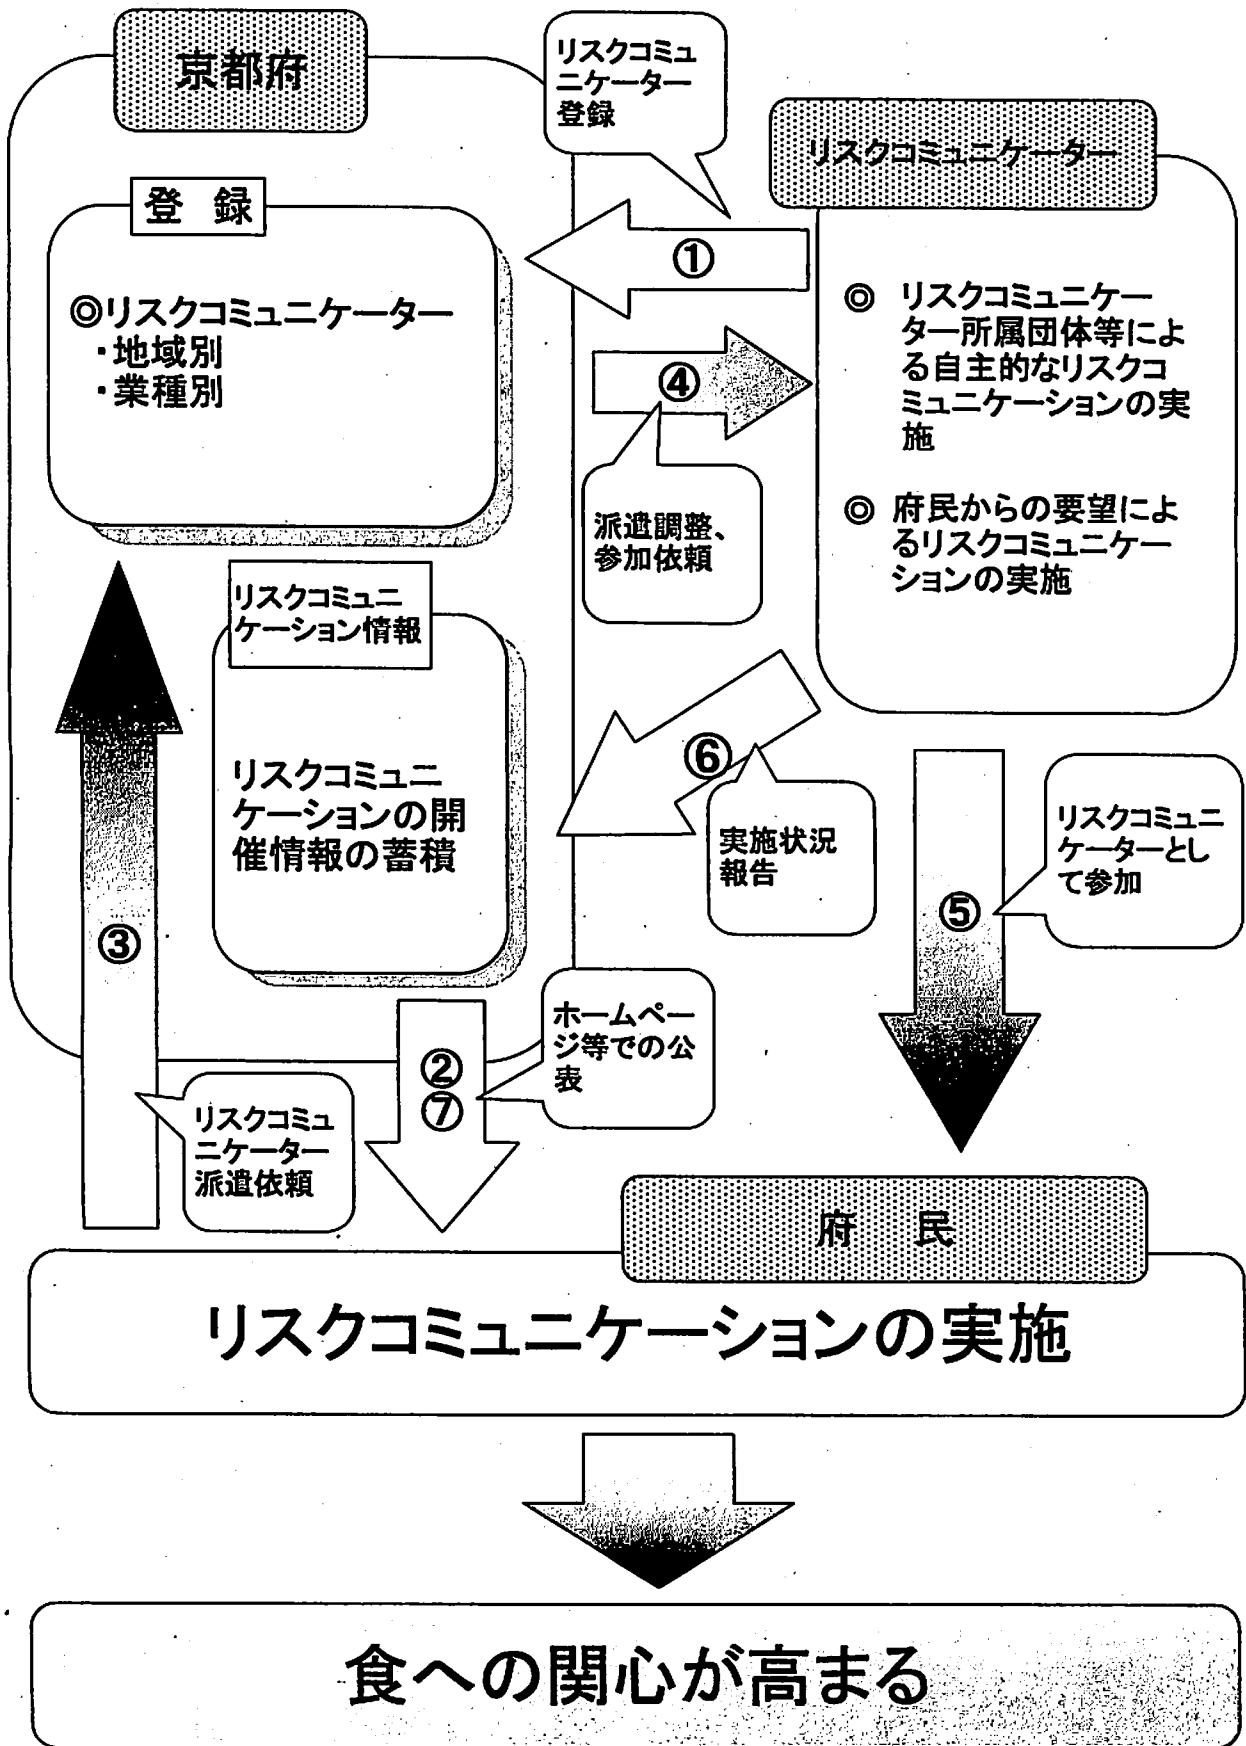 京都府
リスクコミュ
ニケーター
登録
リスクコミュニケーター
登 録
◎リスクコミュニケーター
・地域別
・業種別
①
◎ リスクコミュニケー
ター所属団体等によ
る自主的なリスクコ
ミュニケーションの実
施
◎ 府民からの要望によ
るリスクコミュニケー
ションの実施
④
派遣調整、
参加依頼
リスクコミュニ
ケーション情報
リスクコミュニ
ケーションの開
催情報の蓄積
⑥
実施状況
報告
リスクコミュニ
ケーターとし
て参加
⑤
③
ホームペー
ジ等での公
表
②
⑦
リスクコミュ
ニケーター
派遣依頼
府 民
リスクコミュニケーションの実施
食への関心が高まる